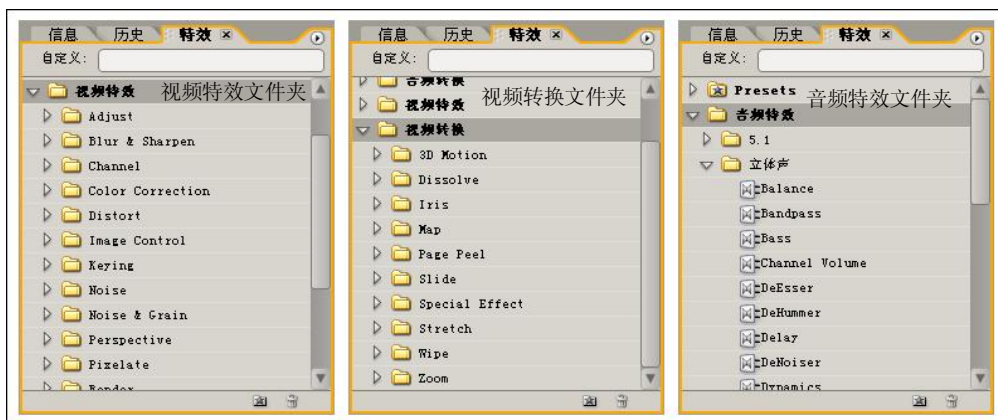 信息 历史 特效
自定义:
视频特效 视频特效文件夹
Adjust
Blur & Sharpen
Channel
Color Correction
Distort
Image Control
Keying
Noise
Noise & Grain
Perspective
Pixelate
Render
信息 历史 特效
自定义:
音频转换
视频特效 视频转换文件夹
视频转换
3D Motion
Dissolve
Iris
Map
Page Peel
Slide
Special Effect
Stretch
Wipe
Zoom
信息 历史 特效
自定义:
Presets 音频特效文件夹
音频特效
5.1
立体声
Balance
Bandpass
Bass
Channel Volume
DeEsser
DeHummer
Delay
DeNoiser
Dynamics